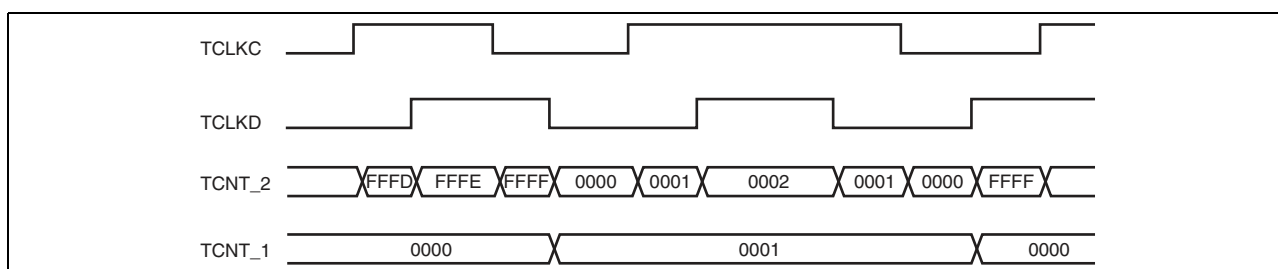 TCLKC
TCLKD
TCNT_2 FFFD FFFE FFFF 0000 0001 0002 0001 0000 FFFF
TCNT_1 0000 0001 0000